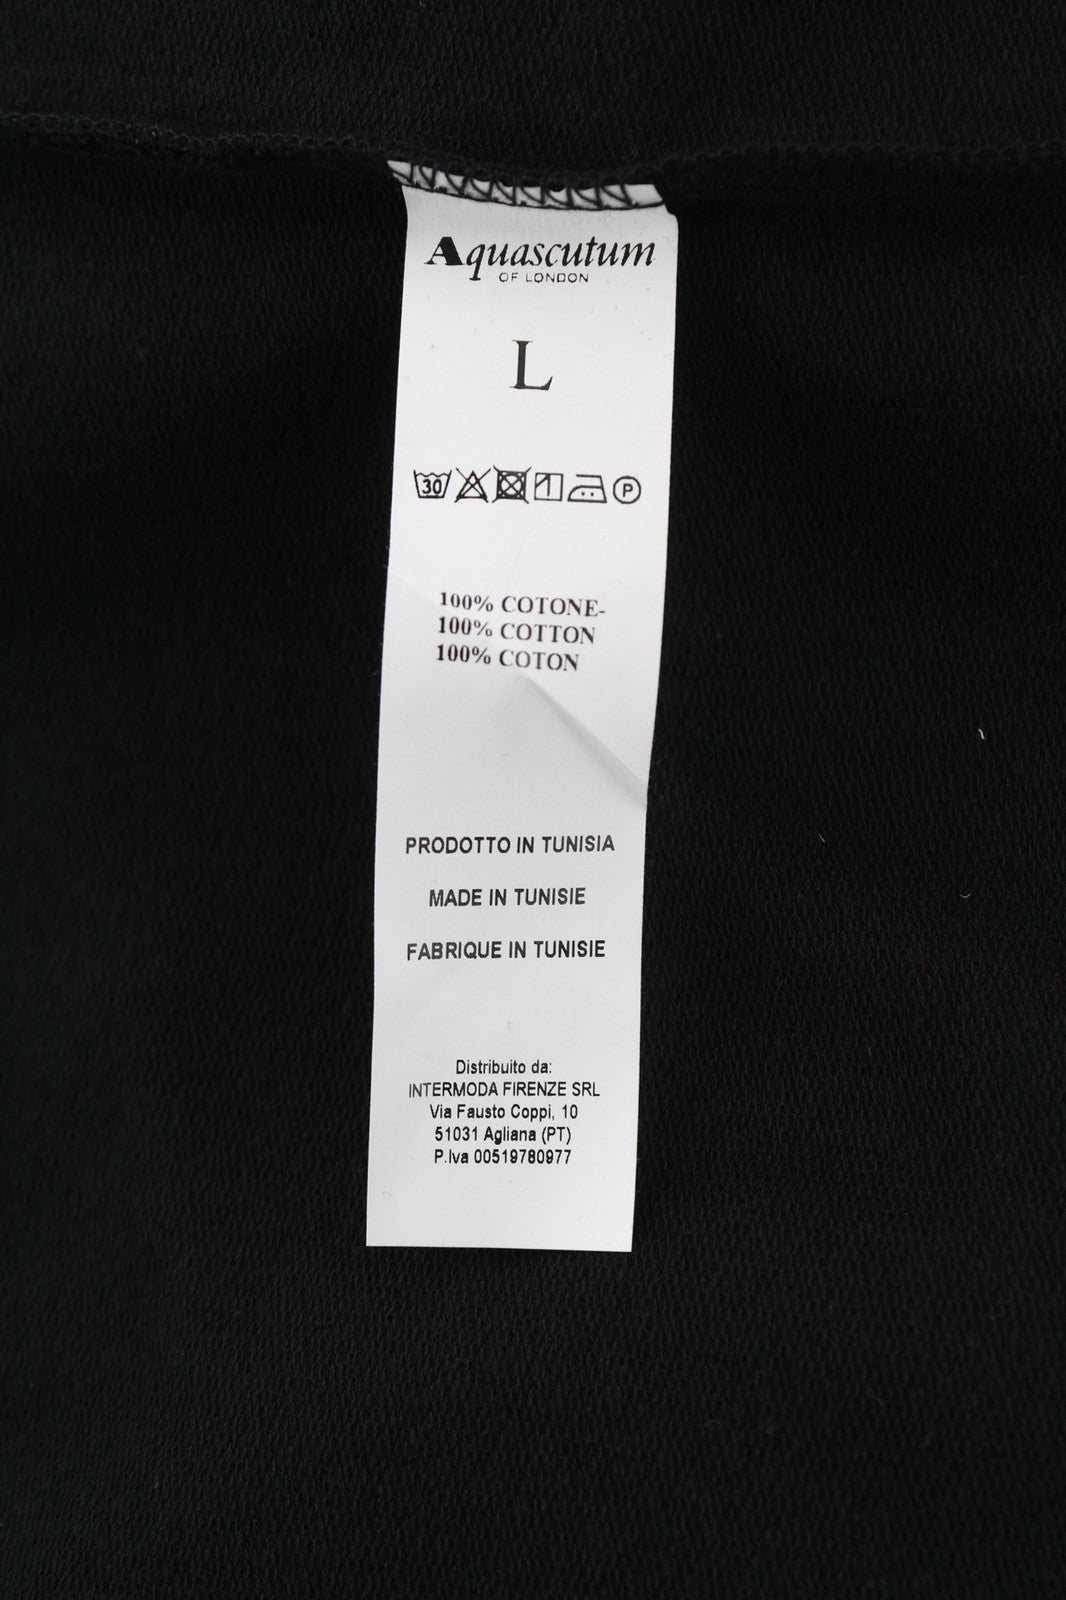 Aquascutum
OF LONDON
L
30 P
100% COTONE-
100% COTTON
100% COTON
PRODOTTO IN TUNISIA
MADE IN TUNISIE
FABRIQUE IN TUNISIE
Distribuito da:
INTERMODA FIRENZE SRL
Via Fausto Coppi, 10
51031 Agliana (PT)
P.Iva 00519780977